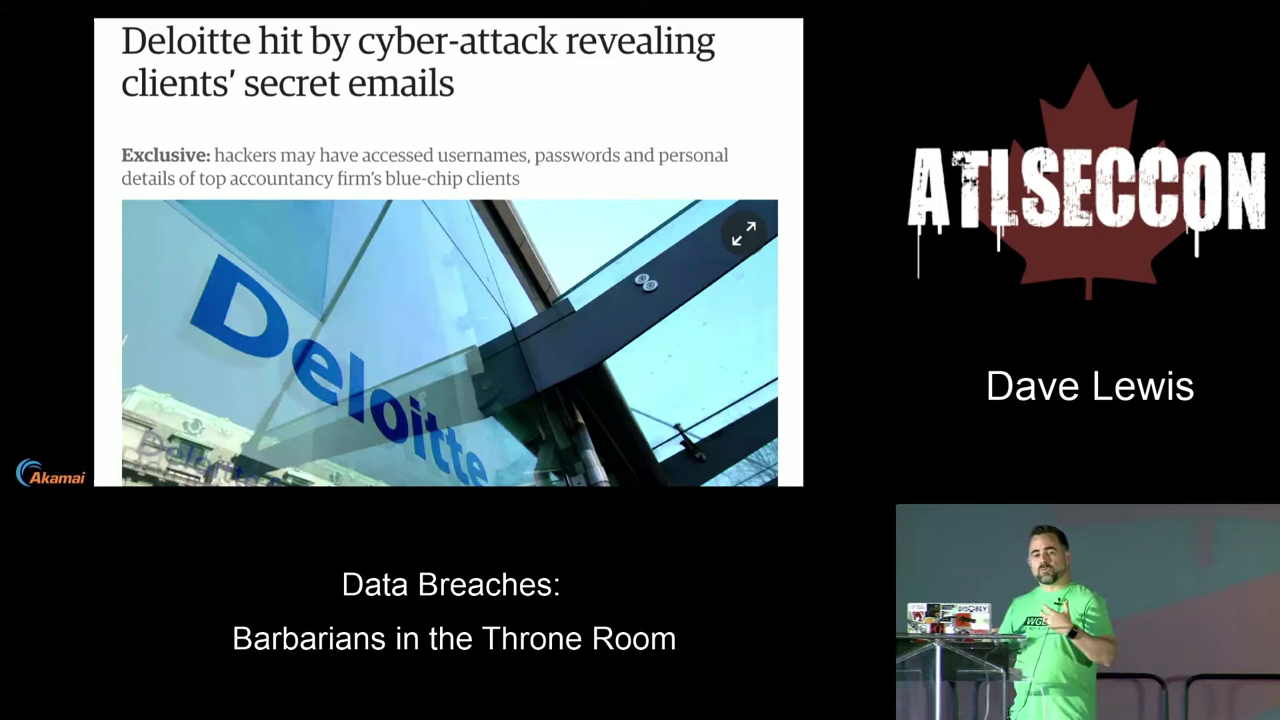 Deloitte hit by cyber-attack revealing
clients’ secret emails
Exclusive: hackers may have accessed usernames, passwords and personal
details of top accountancy firm’s blue-chip clients
Deloitte
Akamai
ATLSECCON
Dave Lewis
Data Breaches:
Barbarians in the Throne Room